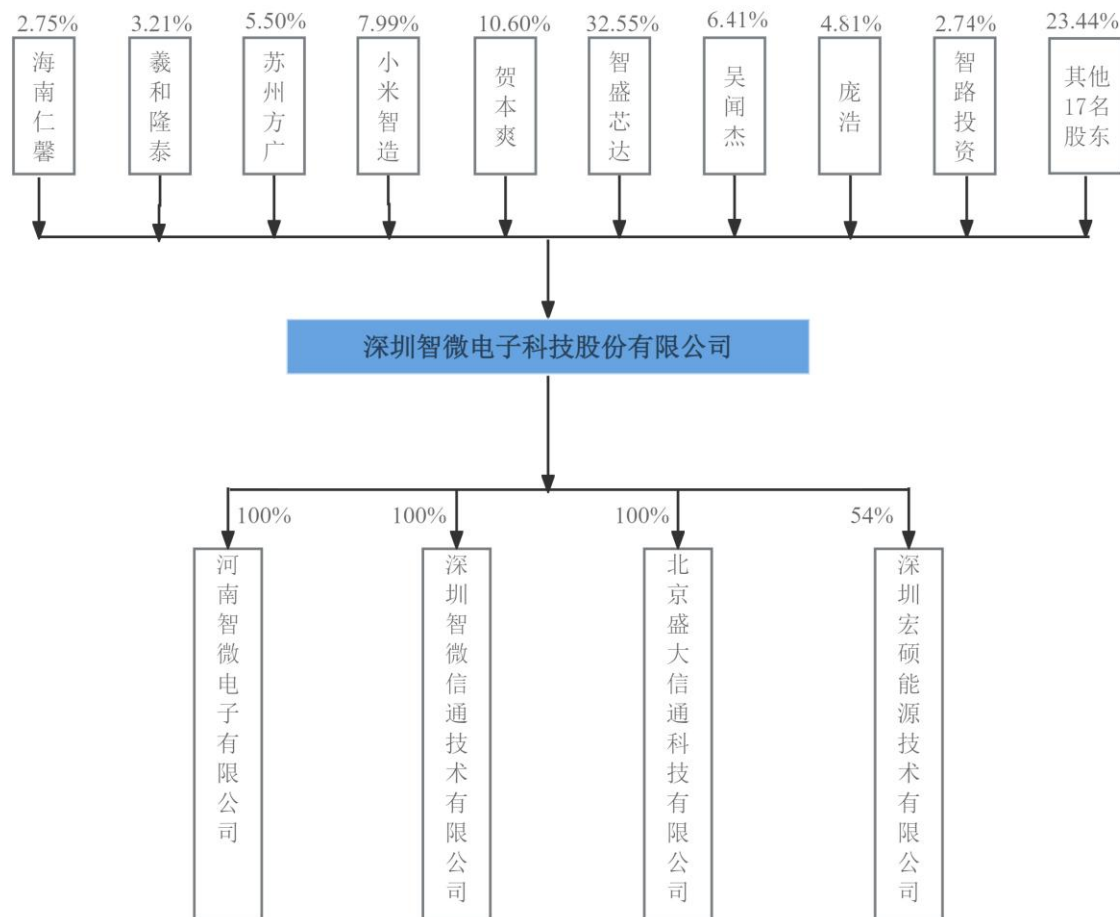 2.75% 3.21% 5.50% 7.99% 10.60% 32.55% 6.41% 4.81% 2.74% 23.44%
海南仁馨
羲和隆泰
苏州方广
小米智造
贺本爽
智盛芯达
吴闻杰
庞浩
智路投资
其他
17名
股东
深圳智微电子科技股份有限公司
100% 100% 100% 54%
河南智微电子有限公司
深圳智微信通技术有限公司
北京盛大信通科技有限公司
深圳宏硕能源技术有限公司